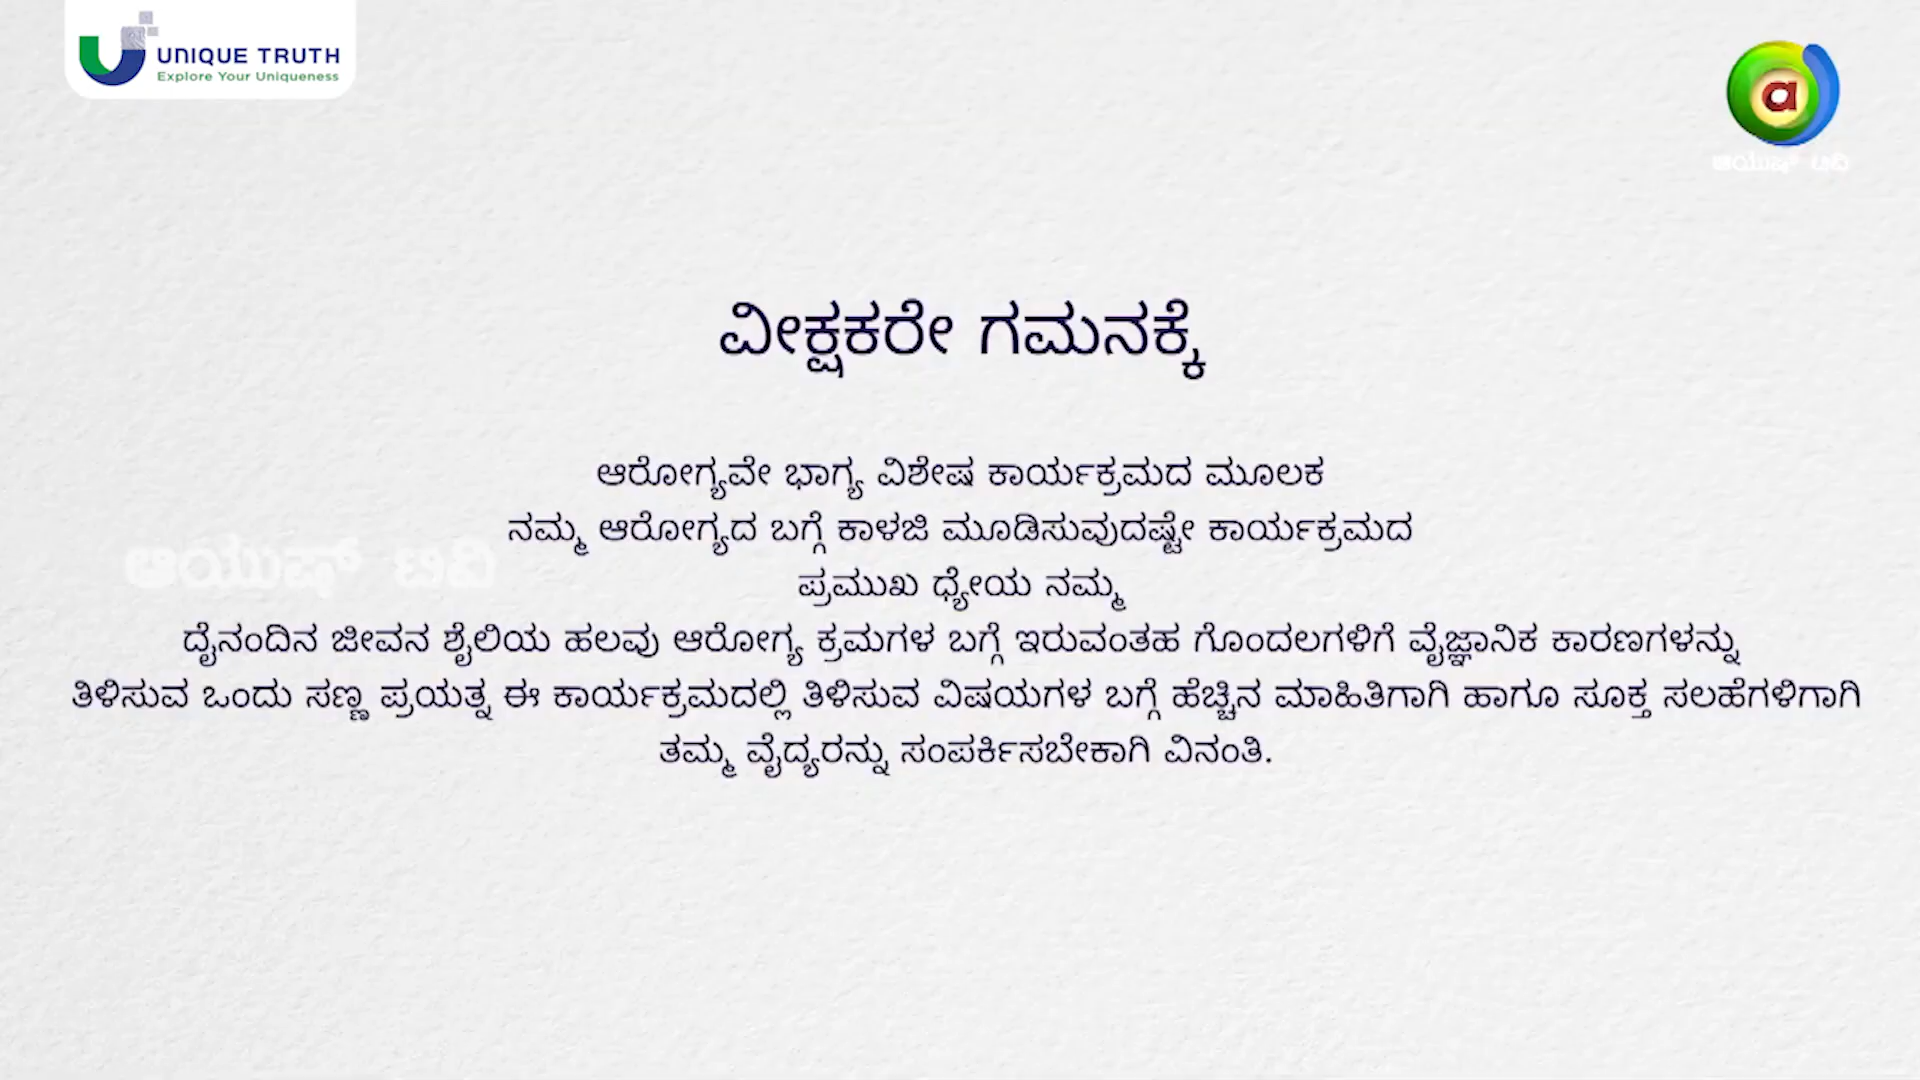 UNIQUE TRUTH
Explore Your Uniqueness
a
ಆಯುಷ್ ಟಿವಿ
ವೀಕ್ಷಕರೇ ಗಮನಕ್ಕೆ
ಆರೋಗ್ಯವೇ ಭಾಗ್ಯ ವಿಶೇಷ ಕಾರ್ಯಕ್ರಮದ ಮೂಲಕ
ನಮ್ಮ ಆರೋಗ್ಯದ ಬಗ್ಗೆ ಕಾಳಜಿ ಮೂಡಿಸುವುದಷ್ಟೇ ಕಾರ್ಯಕ್ರಮದ
ಆಯುಷ್ ಟಿವಿ
ಪ್ರಮುಖ ಧ್ಯೇಯ ನಮ್ಮ
ದೈನಂದಿನ ಜೀವನ ಶೈಲಿಯ ಹಲವು ಆರೋಗ್ಯ ಕ್ರಮಗಳ ಬಗ್ಗೆ ಇರುವಂತಹ ಗೊಂದಲಗಳಿಗೆ ವೈಜ್ಞಾನಿಕ ಕಾರಣಗಳನ್ನು
ತಿಳಿಸುವ ಒಂದು ಸಣ್ಣ ಪ್ರಯತ್ನ ಈ ಕಾರ್ಯಕ್ರಮದಲ್ಲಿ ತಿಳಿಸುವ ವಿಷಯಗಳ ಬಗ್ಗೆ ಹೆಚ್ಚಿನ ಮಾಹಿತಿಗಾಗಿ ಹಾಗೂ ಸೂಕ್ತ ಸಲಹೆಗಳಿಗಾಗಿ
ತಮ್ಮ ವೈದ್ಯರನ್ನು ಸಂಪರ್ಕಿಸಬೇಕಾಗಿ ವಿನಂತಿ.